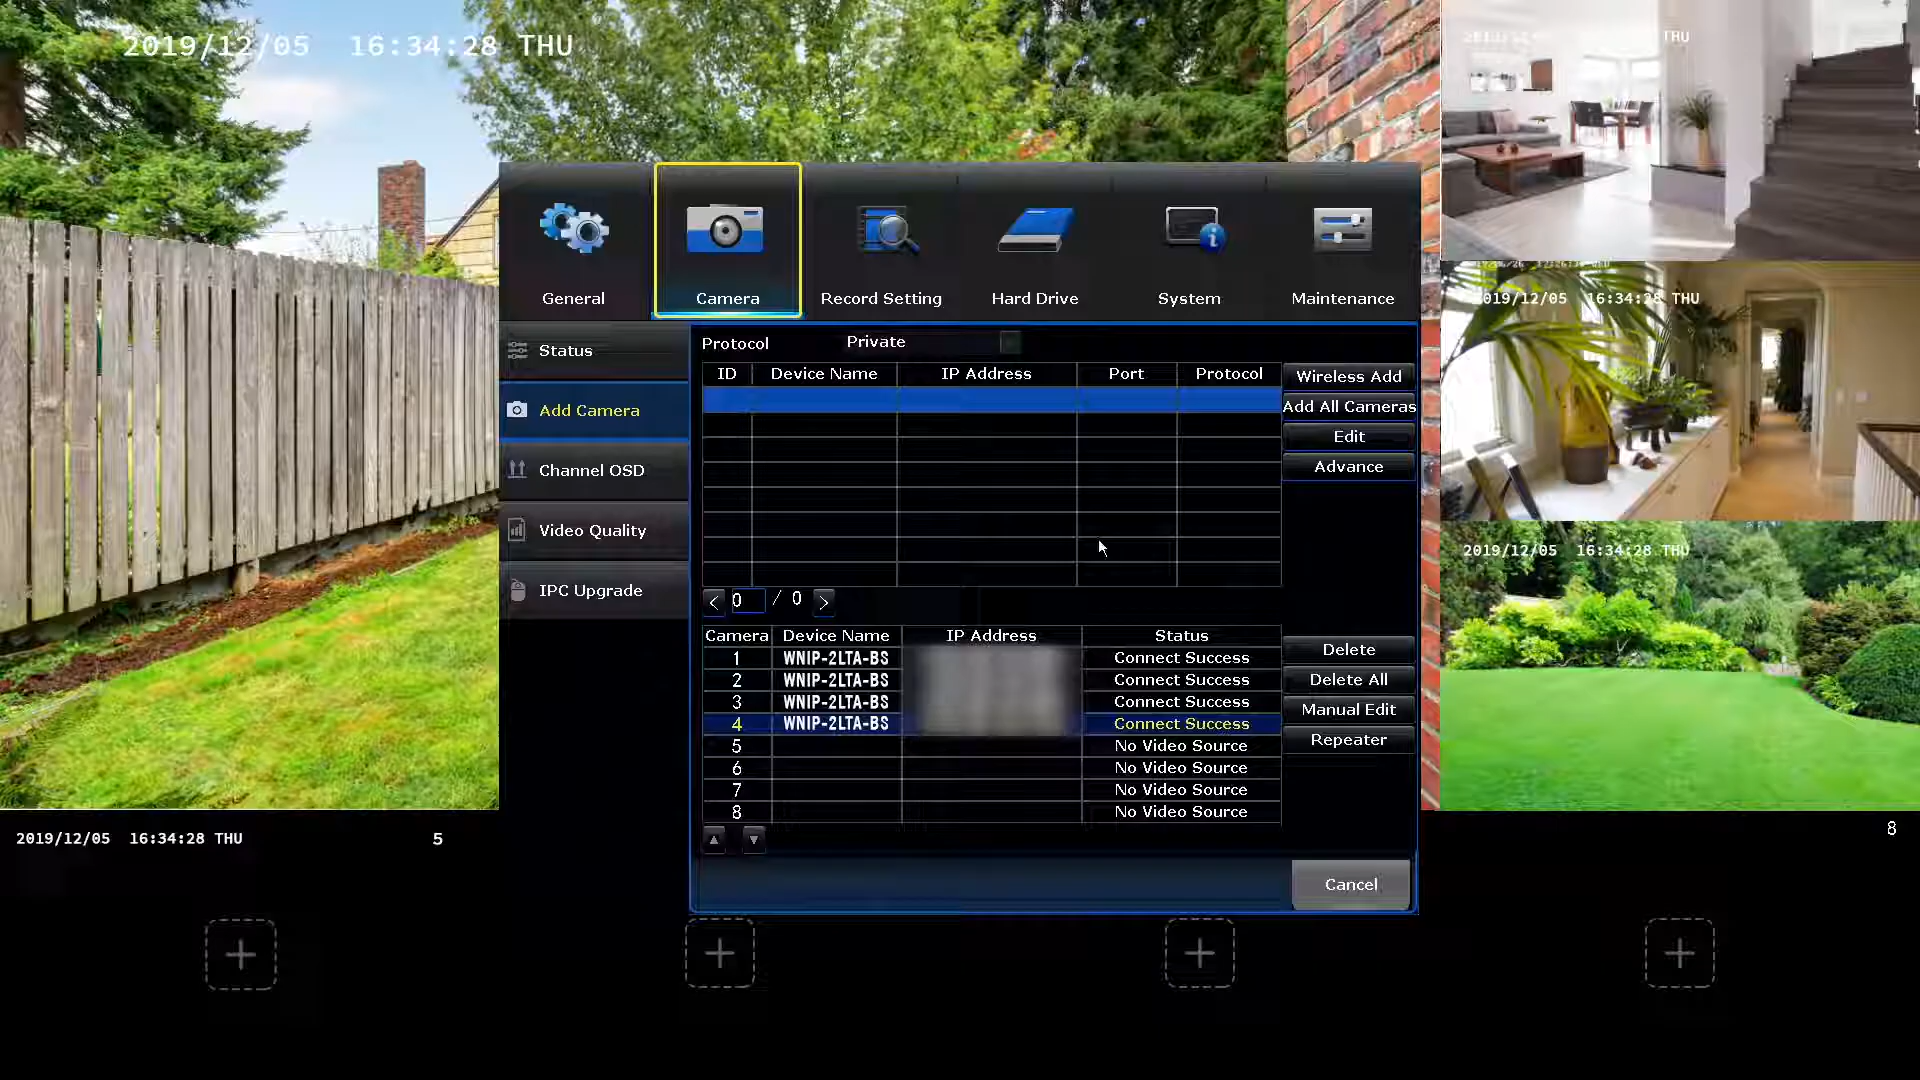 2019/12/05 16:34:28 THU
THU
2019/12/05 16:34:28 THU
2019/12/05 16:34:28 THU
General
Camera
Record Setting
Hard Drive
System
Maintenance
Status
Add Camera
Channel OSD
Video Quality
IPC Upgrade
Protocol Private
ID Device Name IP Address Port Protocol
Wireless Add
Add All Cameras
Edit
Advance
< 0 / 0 >
Camera Device Name IP Address Status
1 WNIP-2LTA-BS Connect Success
2 WNIP-2LTA-BS Connect Success
3 WNIP-2LTA-BS Connect Success
4 WNIP-2LTA-BS Connect Success
5 No Video Source
6 No Video Source
7 No Video Source
8 No Video Source
Delete
Delete All
Manual Edit
Repeater
Cancel
2019/12/05 16:34:28 THU 5
8